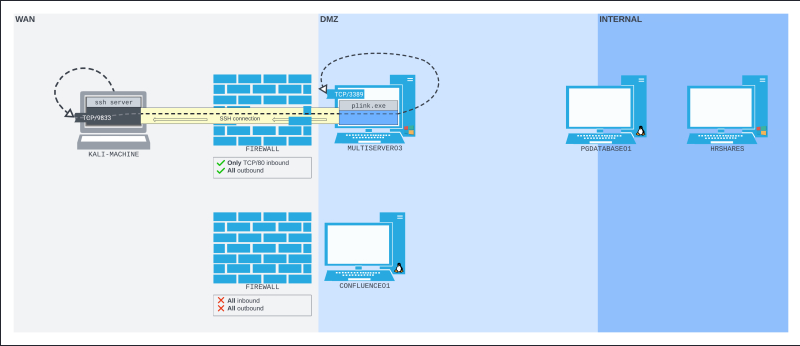 WAN
DMZ
INTERNAL
ssh server
TCP/9833
KALI-MACHINE
SSH connection
FIREWALL
Only TCP/80 inbound
All outbound
TCP/3389
plink.exe
MULTISERVER03
PGDATABASE01
HRSHARES
FIREWALL
All inbound
All outbound
CONFLUENCE01